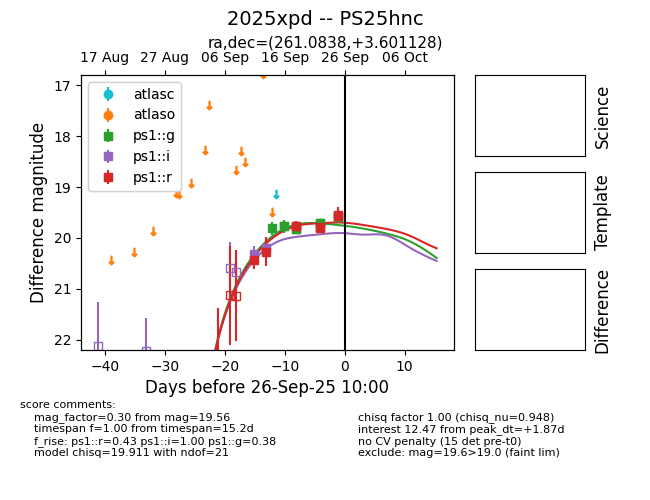 2025xpd -- PS25hnc
ra,dec=(261.0838,+3.601128)
17 Aug 27 Aug 06 Sep 16 Sep 26 Sep 06 Oct
atlasc
atlaso
ps1::g
ps1::i
ps1::r
17
18
19
20
21
22
Difference magnitude
−40 −30 −20 −10 0 10
Days before 26-Sep-25 10:00
Science
Template
Difference
score comments:
mag_factor=0.30 from mag=19.56
timespan f=1.00 from timespan=15.2d
f_rise: ps1::r=0.43 ps1::i=1.00 ps1::g=0.38
model chisq=19.911 with ndof=21
chisq factor 1.00 (chisq_nu=0.948)
interest 12.47 from peak_dt=+1.87d
no CV penalty (15 det pre-t0)
exclude: mag=19.6>19.0 (faint lim)